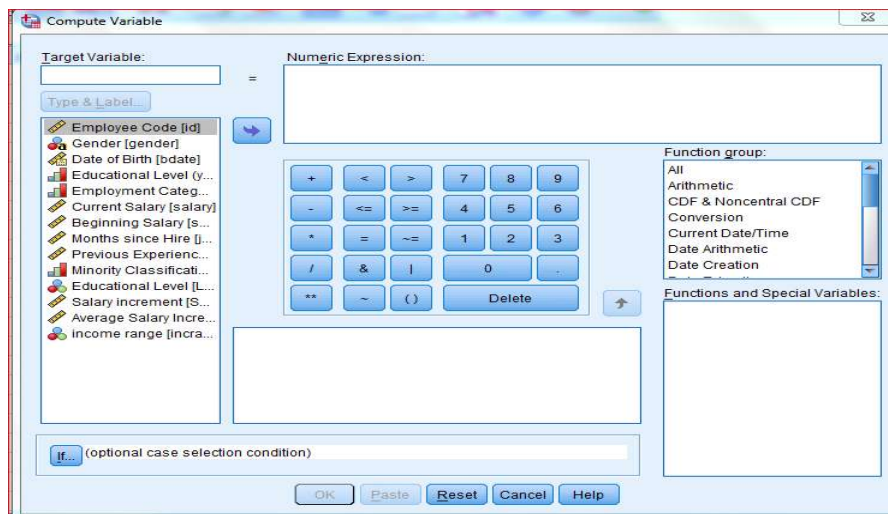 Compute Variable
Target Variable:
=
Numeric Expression:
Type & Label...
Employee Code [id]
Gender [gender]
Date of Birth [bdate]
Educational Level (y...
Employment Categ...
Current Salary [salary]
Beginning Salary [s...
Months since Hire [j...
Previous Experienc...
Minority Classificati...
Educational Level [L...
Salary increment [S...
Average Salary Incre...
income range [incra...
+ < > 7 8 9
- <= >= 4 5 6
* = ~= 1 2 3
/ & | 0 .
** ~ ( ) Delete
Function group:
All
Arithmetic
CDF & Noncentral CDF
Conversion
Current Date/Time
Date Arithmetic
Date Creation
Functions and Special Variables:
If... (optional case selection condition)
OK Paste Reset Cancel Help